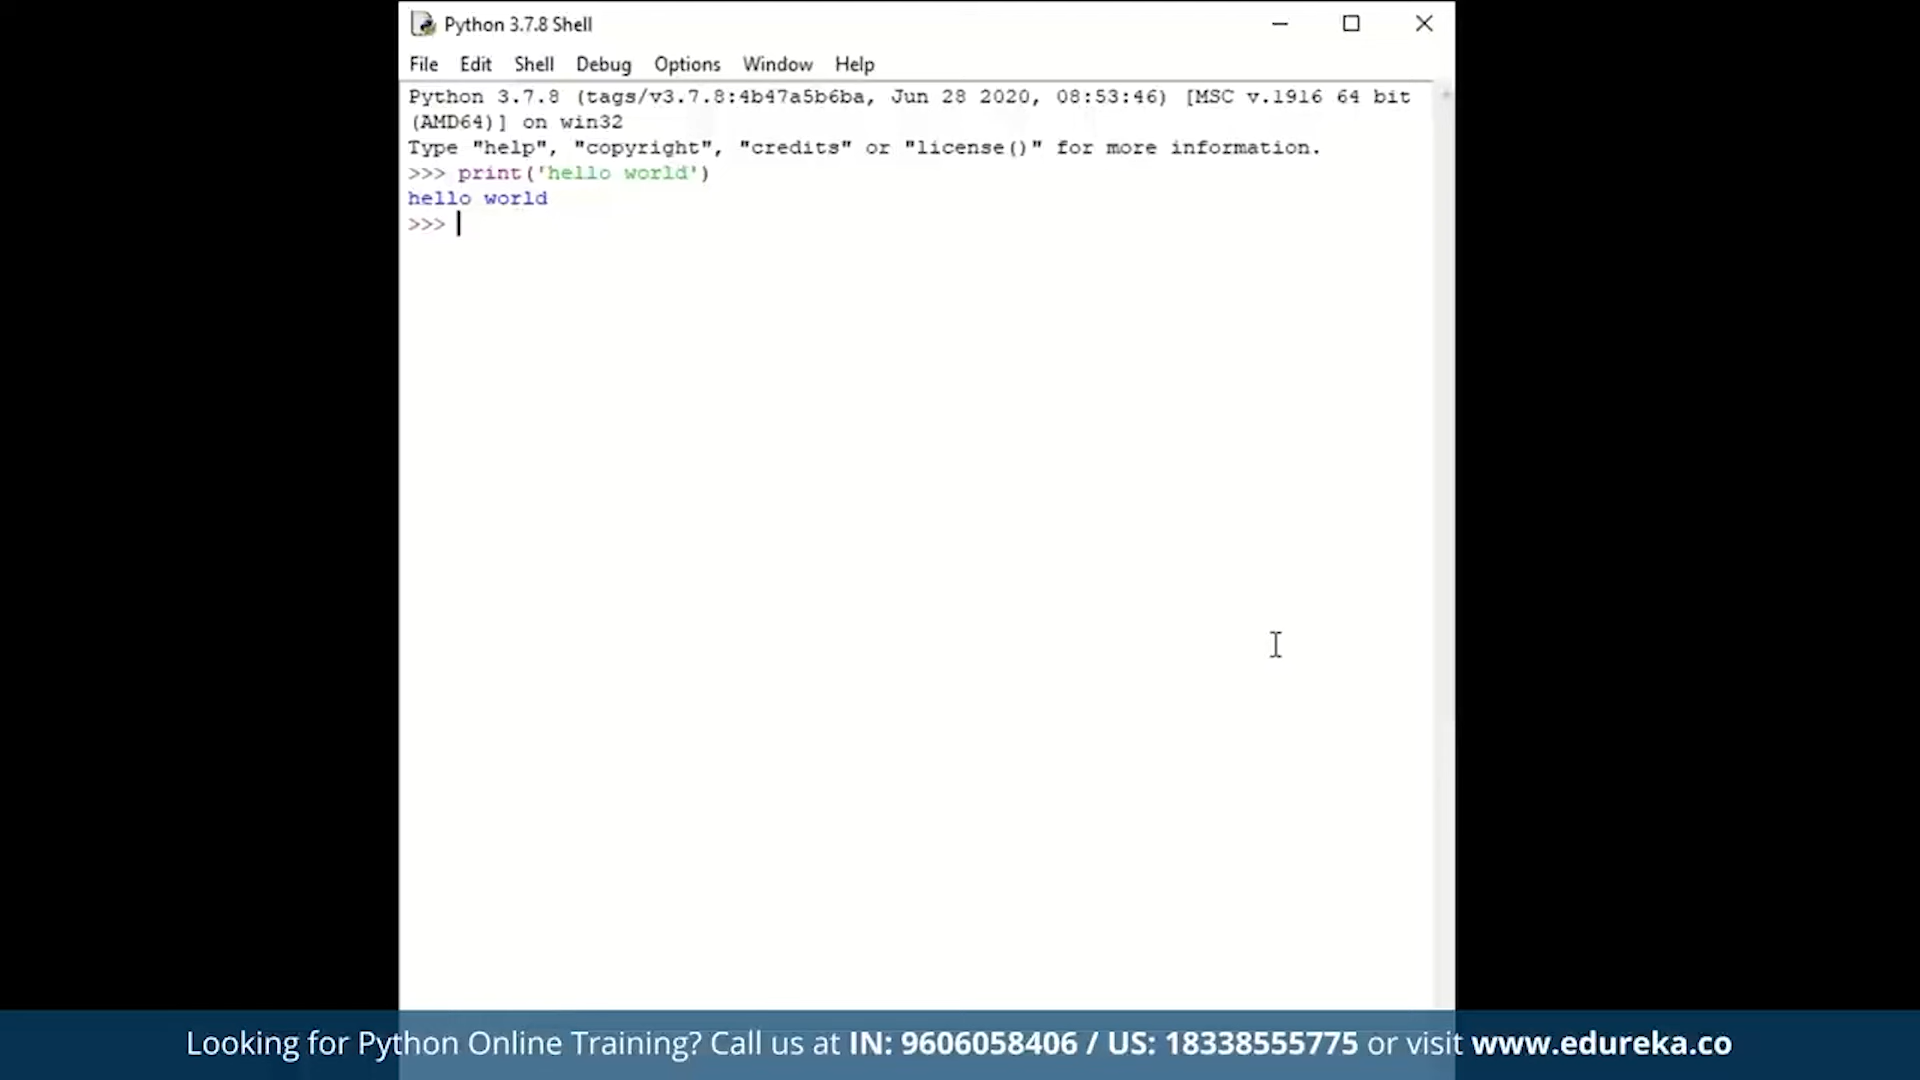 Python 3.7.8 Shell
File Edit Shell Debug Options Window Help
Python 3.7.8 (tags/v3.7.8:4b47a5b6ba, Jun 28 2020, 08:53:46) [MSC v.1916 64 bit
(AMD64)] on win32
Type "help", "copyright", "credits" or "license()" for more information.
>>> print('hello world')
hello world
>>>
Looking for Python Online Training? Call us at IN: 9606058406 / US: 18338555775 or visit www.edureka.co